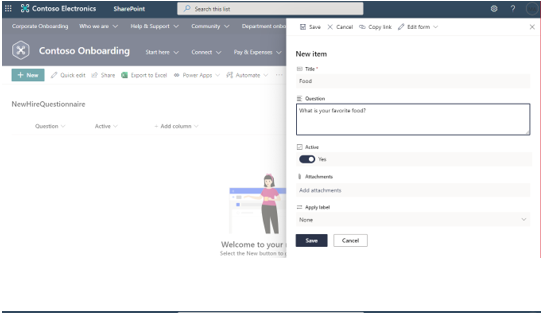 Contoso Electronics SharePoint Search this list ?
Corporate Onboarding Who we are Help & Support Community Department onbo
Save Cancel Copy link Edit form
Contoso Onboarding Start here Connect Pay & Expenses
New item
+ New Quick edit Share Export to Excel Power Apps Automate ...
Title *
Food
NewHireQuestionnaire
Question
What is your favorite food?
Question Active + Add column
Active
Yes
Attachments
Add attachments
Apply label
None
Save Cancel
Welcome to your
Select the New button to